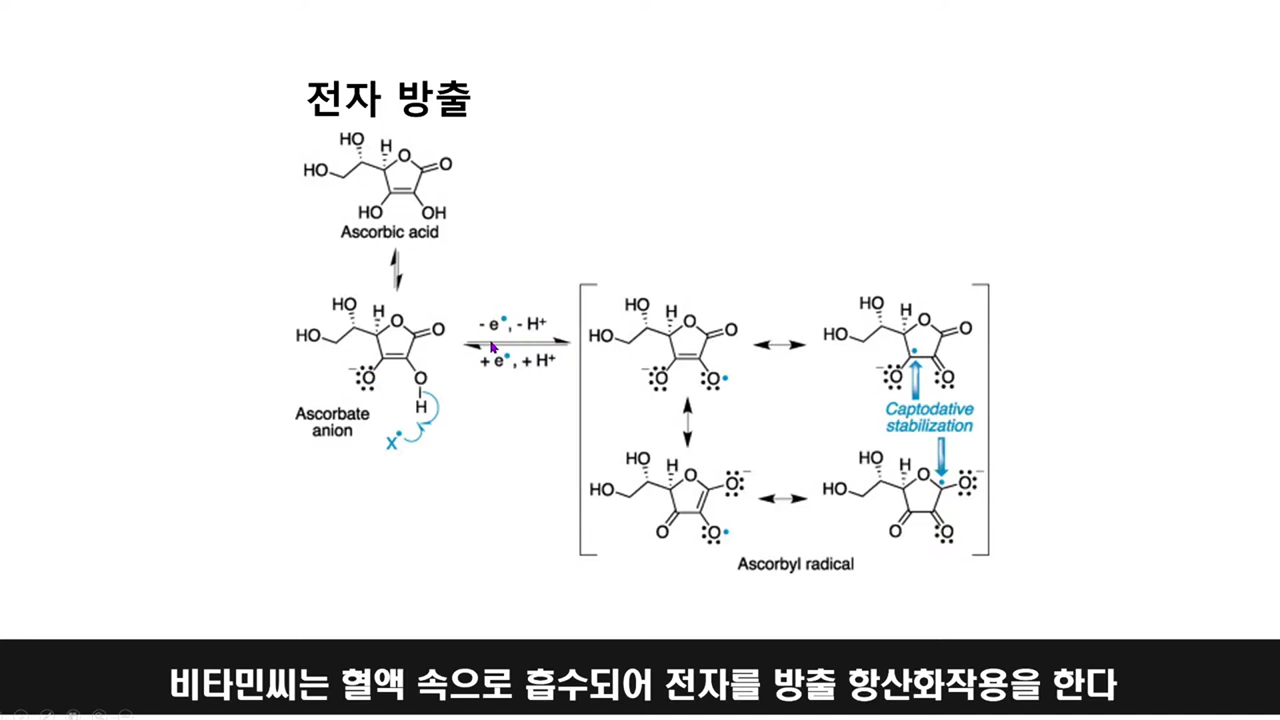 전자 방출
HO
H
O
O
HO
HO
OH
Ascorbic acid
HO
H
O
O
HO
−O
O
H
X•
Ascorbate
anion
- e•, - H+
+ e•, + H+
HO
H
O
O
HO
−O
O•
HO
H
O
O
HO
−O
O
Captodative
stabilization
HO
H
O
O−
HO
O
O•
HO
H
O
O−
HO
O
O
Ascorbyl radical
비타민씨는 혈액 속으로 흡수되어 전자를 방출 항산화작용을 한다